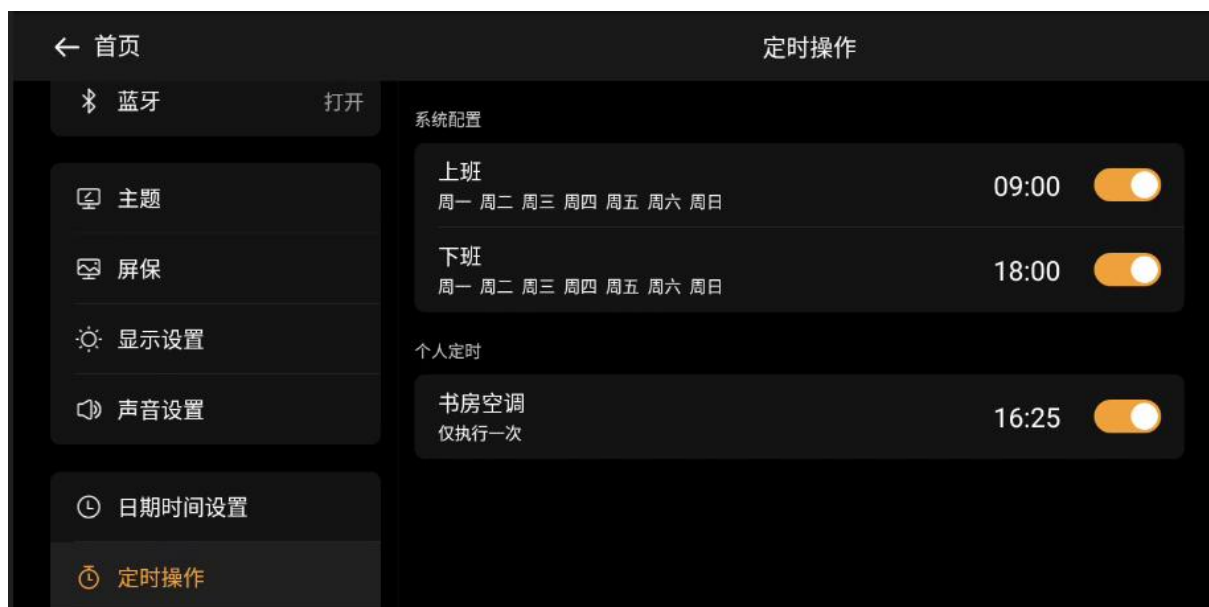 首页
定时操作
蓝牙 打开
主题
屏保
显示设置
声音设置
日期时间设置
定时操作
系统配置
上班
周一 周二 周三 周四 周五 周六 周日
09:00
下班
周一 周二 周三 周四 周五 周六 周日
18:00
个人定时
书房空调
仅执行一次
16:25